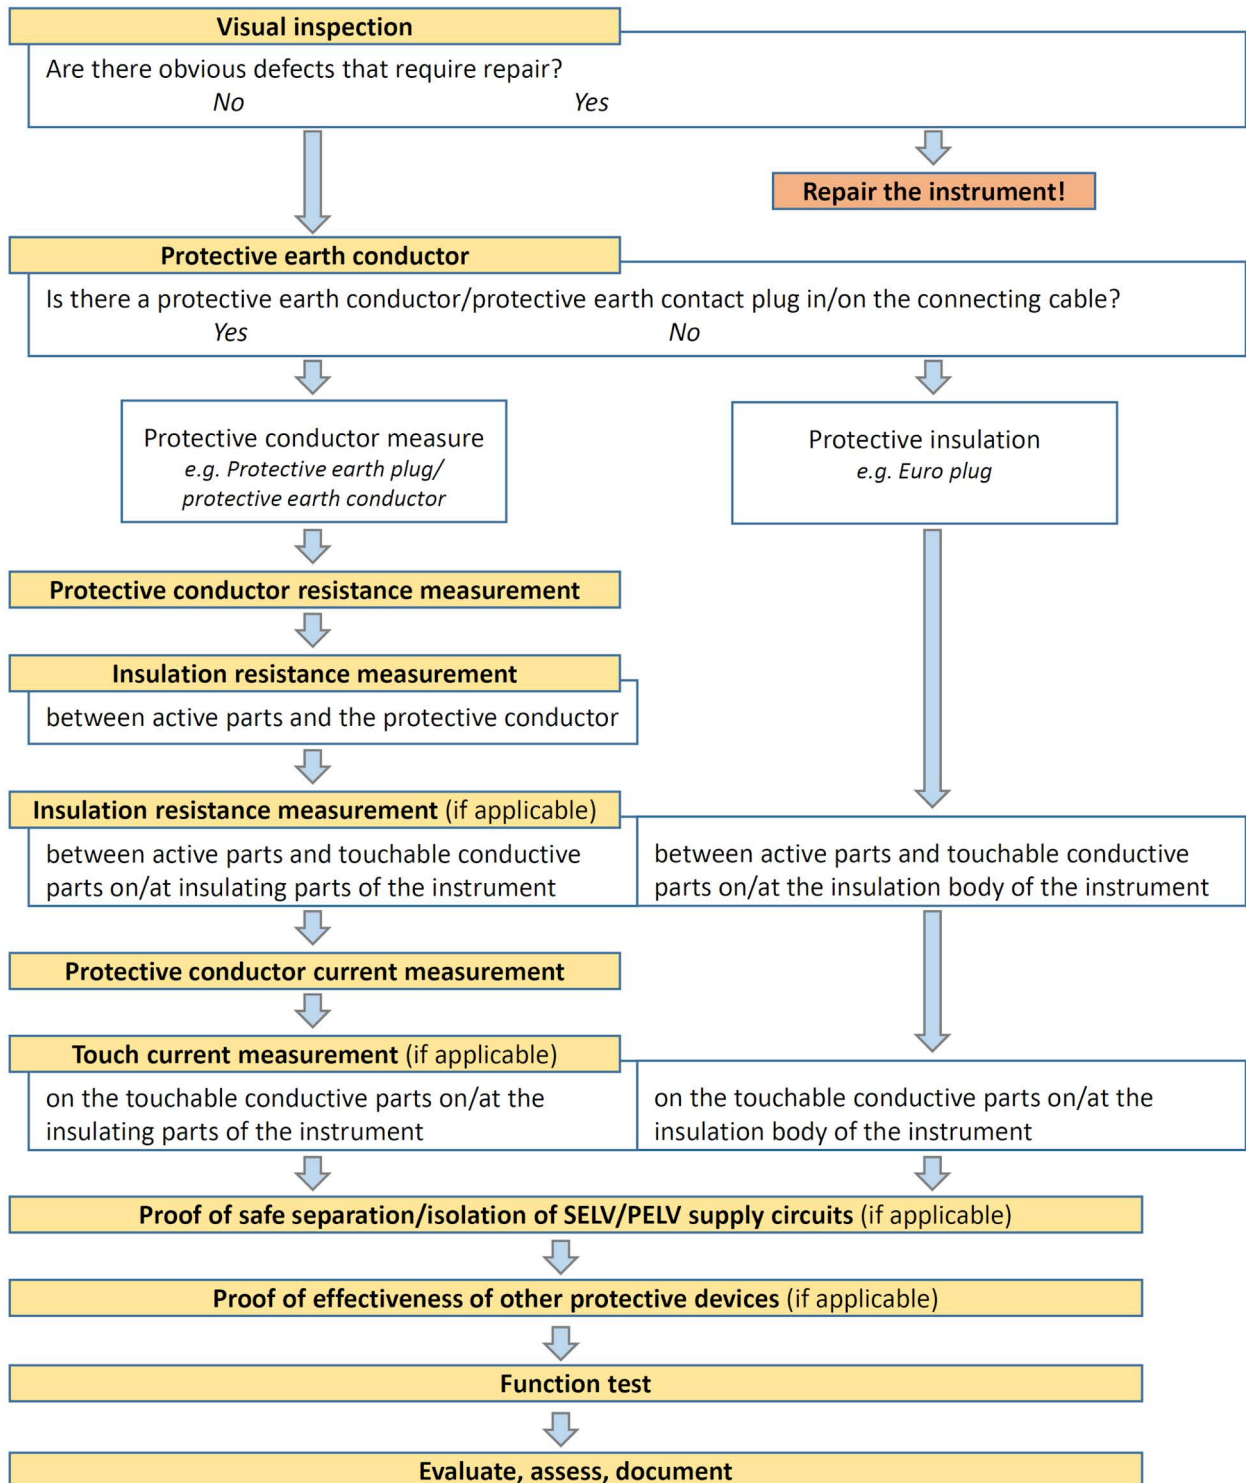 Visual inspection
Are there obvious defects that require repair?
No Yes
Repair the instrument!
Protective earth conductor
Is there a protective earth conductor/protective earth contact plug in/on the connecting cable?
Yes No
Protective conductor measure
e.g. Protective earth plug/
protective earth conductor
Protective insulation
e.g. Euro plug
Protective conductor resistance measurement
Insulation resistance measurement
between active parts and the protective conductor
Insulation resistance measurement (if applicable)
between active parts and touchable conductive
parts on/at insulating parts of the instrument
between active parts and touchable conductive
parts on/at the insulation body of the instrument
Protective conductor current measurement
Touch current measurement (if applicable)
on the touchable conductive parts on/at the
insulating parts of the instrument
on the touchable conductive parts on/at the
insulation body of the instrument
Proof of safe separation/isolation of SELV/PELV supply circuits (if applicable)
Proof of effectiveness of other protective devices (if applicable)
Function test
Evaluate, assess, document